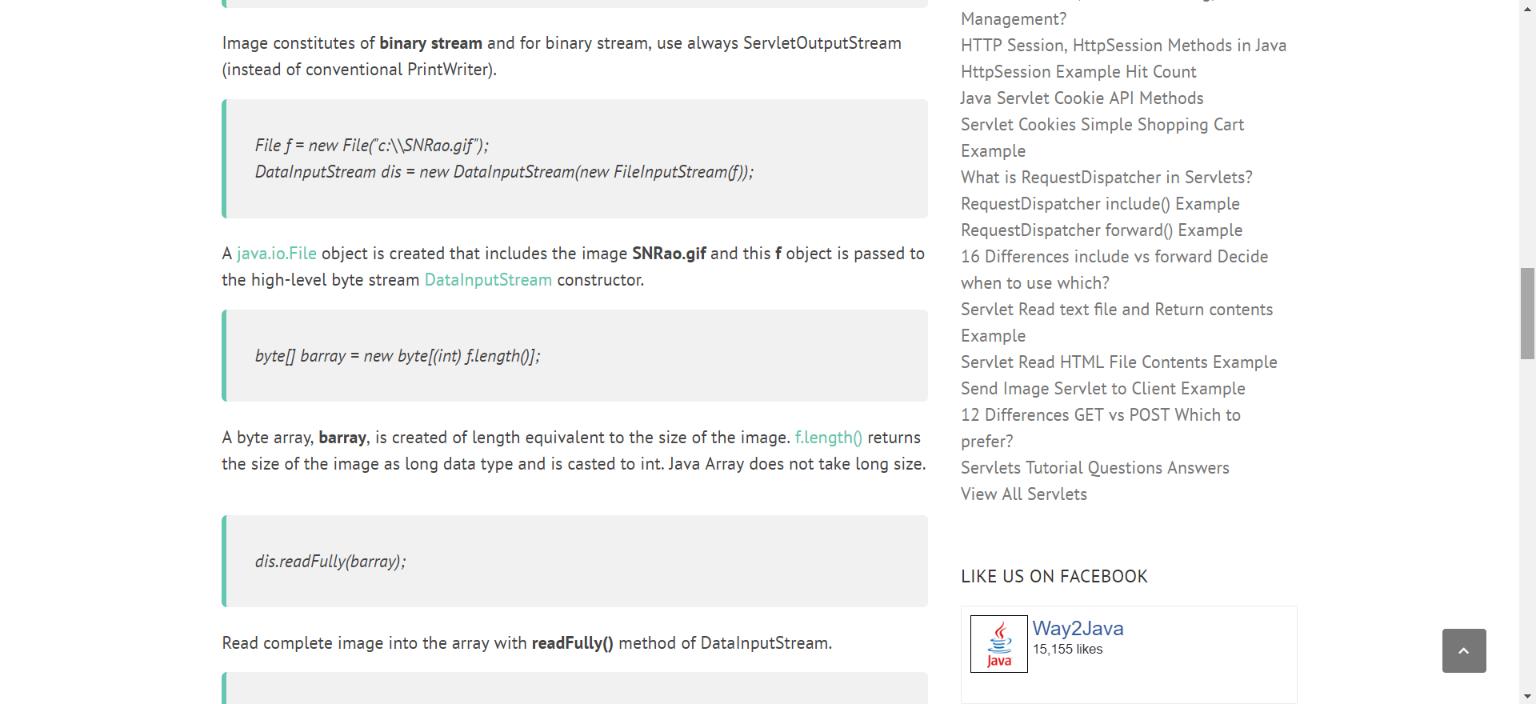 Image constitutes of binary stream and for binary stream, use always ServletOutputStream
(instead of conventional PrintWriter).
File f = new File("c:\\SNRao.gif");
DataInputStream dis = new DataInputStream(new FileInputStream(f));
A java.io.File object is created that includes the image SNRao.gif and this f object is passed to
the high-level byte stream DataInputStream constructor.
byte[] barray = new byte[(int) f.length()];
A byte array, barray, is created of length equivalent to the size of the image. f.length() returns
the size of the image as long data type and is casted to int. Java Array does not take long size.
dis.readFully(barray);
Read complete image into the array with readFully() method of DataInputStream.
Management?
HTTP Session, HttpSession Methods in Java
HttpSession Example Hit Count
Java Servlet Cookie API Methods
Servlet Cookies Simple Shopping Cart
Example
What is RequestDispatcher in Servlets?
RequestDispatcher include() Example
RequestDispatcher forward() Example
16 Differences include vs forward Decide
when to use which?
Servlet Read text file and Return contents
Example
Servlet Read HTML File Contents Example
Send Image Servlet to Client Example
12 Differences GET vs POST Which to
prefer?
Servlets Tutorial Questions Answers
View All Servlets
LIKE US ON FACEBOOK
Java
Way2Java
15,155 likes